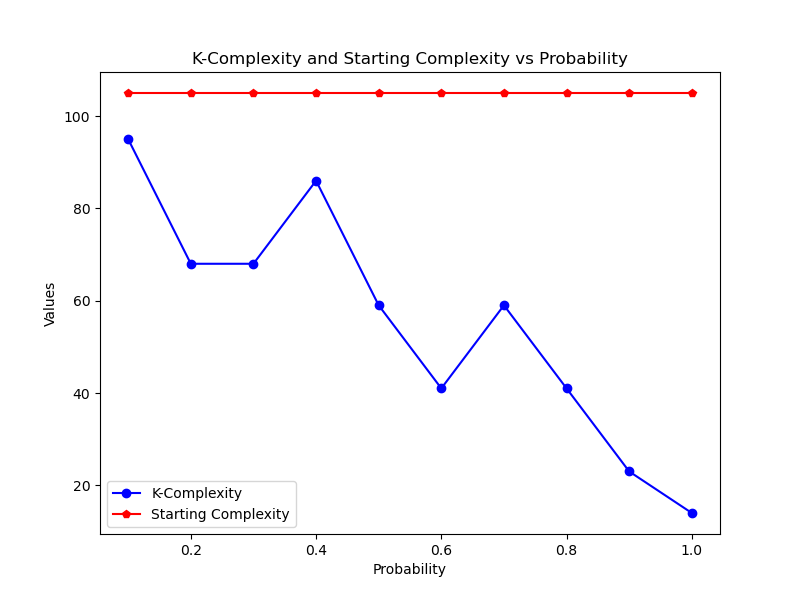 K-Complexity and Starting Complexity vs Probability
Values
100
80
60
40
20
K-Complexity
Starting Complexity
0.2 0.4 0.6 0.8 1.0
Probability